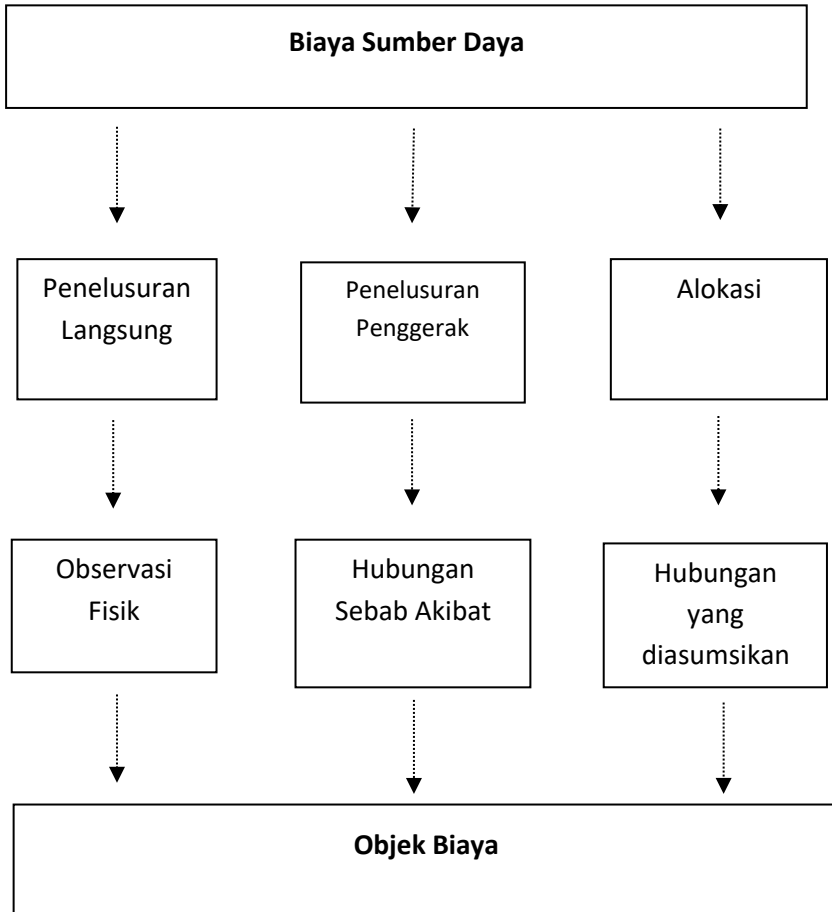 Biaya Sumber Daya
Penelusuran
Langsung
Penelusuran
Penggerak
Alokasi
Observasi
Fisik
Hubungan
Sebab Akibat
Hubungan
yang
diasumsikan
Objek Biaya